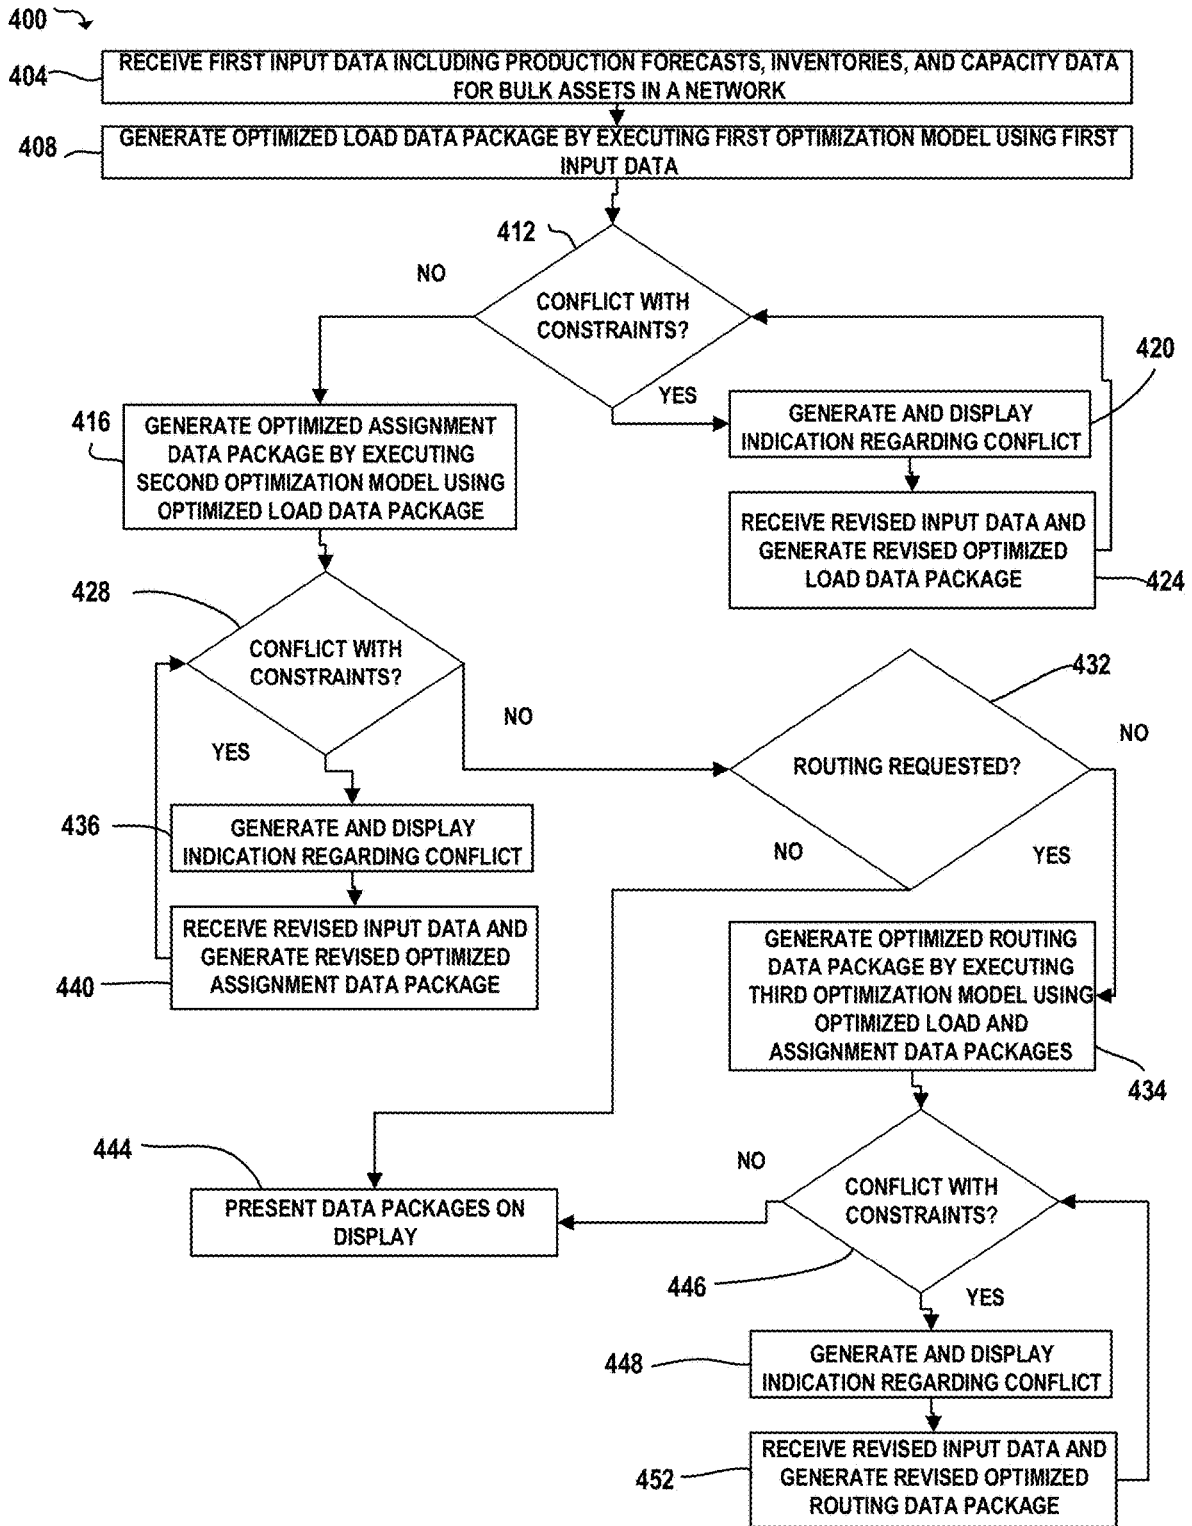 400
404
RECEIVE FIRST INPUT DATA INCLUDING PRODUCTION FORECASTS, INVENTORIES, AND CAPACITY DATA
FOR BULK ASSETS IN A NETWORK
408
GENERATE OPTIMIZED LOAD DATA PACKAGE BY EXECUTING FIRST OPTIMIZATION MODEL USING FIRST
INPUT DATA
412
NO
CONFLICT WITH
CONSTRAINTS?
YES
420
GENERATE AND DISPLAY
INDICATION REGARDING CONFLICT
416
GENERATE OPTIMIZED ASSIGNMENT
DATA PACKAGE BY EXECUTING
SECOND OPTIMIZATION MODEL USING
OPTIMIZED LOAD DATA PACKAGE
RECEIVE REVISED INPUT DATA AND
GENERATE REVISED OPTIMIZED
LOAD DATA PACKAGE
424
428
CONFLICT WITH
CONSTRAINTS?
NO
YES
432
ROUTING REQUESTED?
NO
NO
YES
436
GENERATE AND DISPLAY
INDICATION REGARDING CONFLICT
440
RECEIVE REVISED INPUT DATA AND
GENERATE REVISED OPTIMIZED
ASSIGNMENT DATA PACKAGE
GENERATE OPTIMIZED ROUTING
DATA PACKAGE BY EXECUTING
THIRD OPTIMIZATION MODEL USING
OPTIMIZED LOAD AND
ASSIGNMENT DATA PACKAGES
434
444
PRESENT DATA PACKAGES ON
DISPLAY
NO
CONFLICT WITH
CONSTRAINTS?
446
YES
448
GENERATE AND DISPLAY
INDICATION REGARDING CONFLICT
452
RECEIVE REVISED INPUT DATA AND
GENERATE REVISED OPTIMIZED
ROUTING DATA PACKAGE